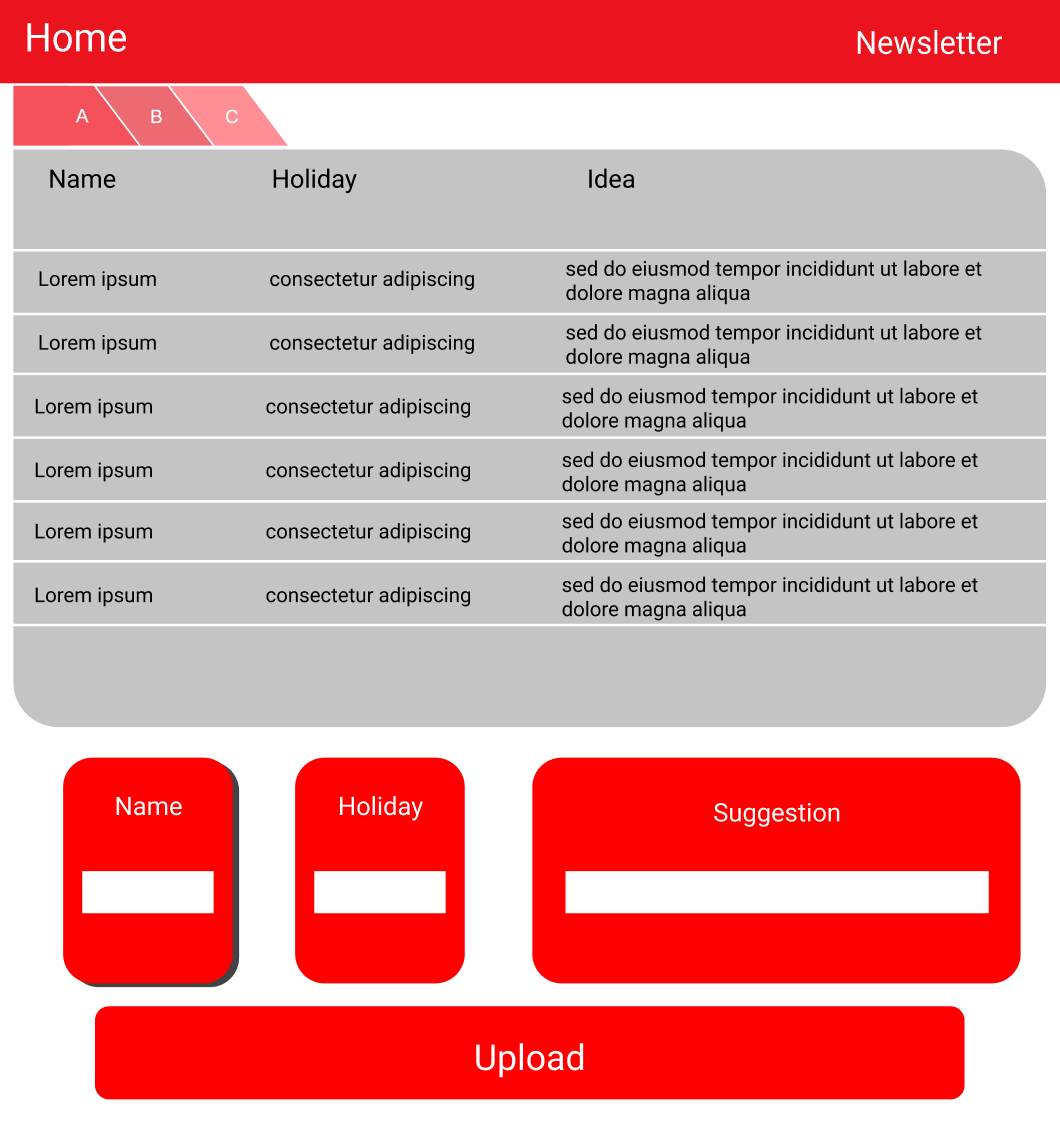 Home
Newsletter
A
B
C
Name
Holiday
Idea
Lorem ipsum
consectetur adipiscing
sed do eiusmod tempor incididunt ut labore et
dolore magna aliqua
Lorem ipsum
consectetur adipiscing
sed do eiusmod tempor incididunt ut labore et
dolore magna aliqua
Lorem ipsum
consectetur adipiscing
sed do eiusmod tempor incididunt ut labore et
dolore magna aliqua
Lorem ipsum
consectetur adipiscing
sed do eiusmod tempor incididunt ut labore et
dolore magna aliqua
Lorem ipsum
consectetur adipiscing
sed do eiusmod tempor incididunt ut labore et
dolore magna aliqua
Lorem ipsum
consectetur adipiscing
sed do eiusmod tempor incididunt ut labore et
dolore magna aliqua
Name
Holiday
Suggestion
Upload